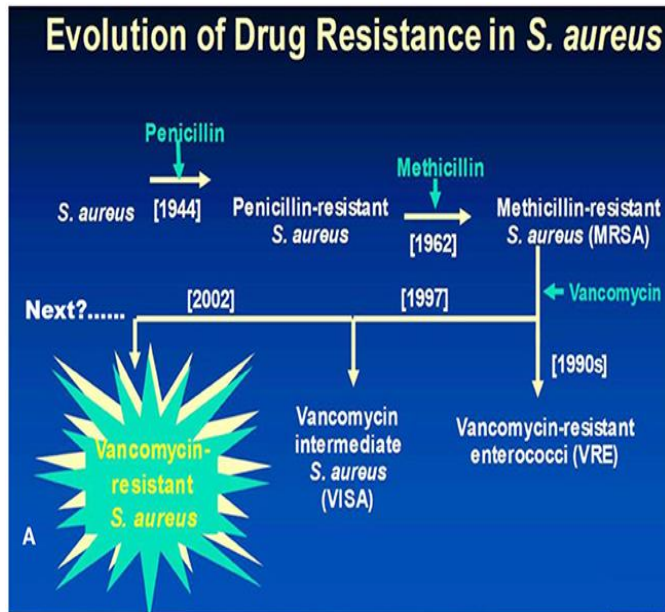 Evolution of Drug Resistance in S. aureus
Penicillin
S. aureus
[1944]
Penicillin-resistant
S. aureus
Methicillin
[1962]
Methicillin-resistant
S. aureus (MRSA)
Vancomycin
[1990s]
Vancomycin-resistant
enterococci (VRE)
[1997]
Vancomycin
intermediate
S. aureus
(VISA)
[2002]
Next?......
Vancomycin-
resistant
S. aureus
A